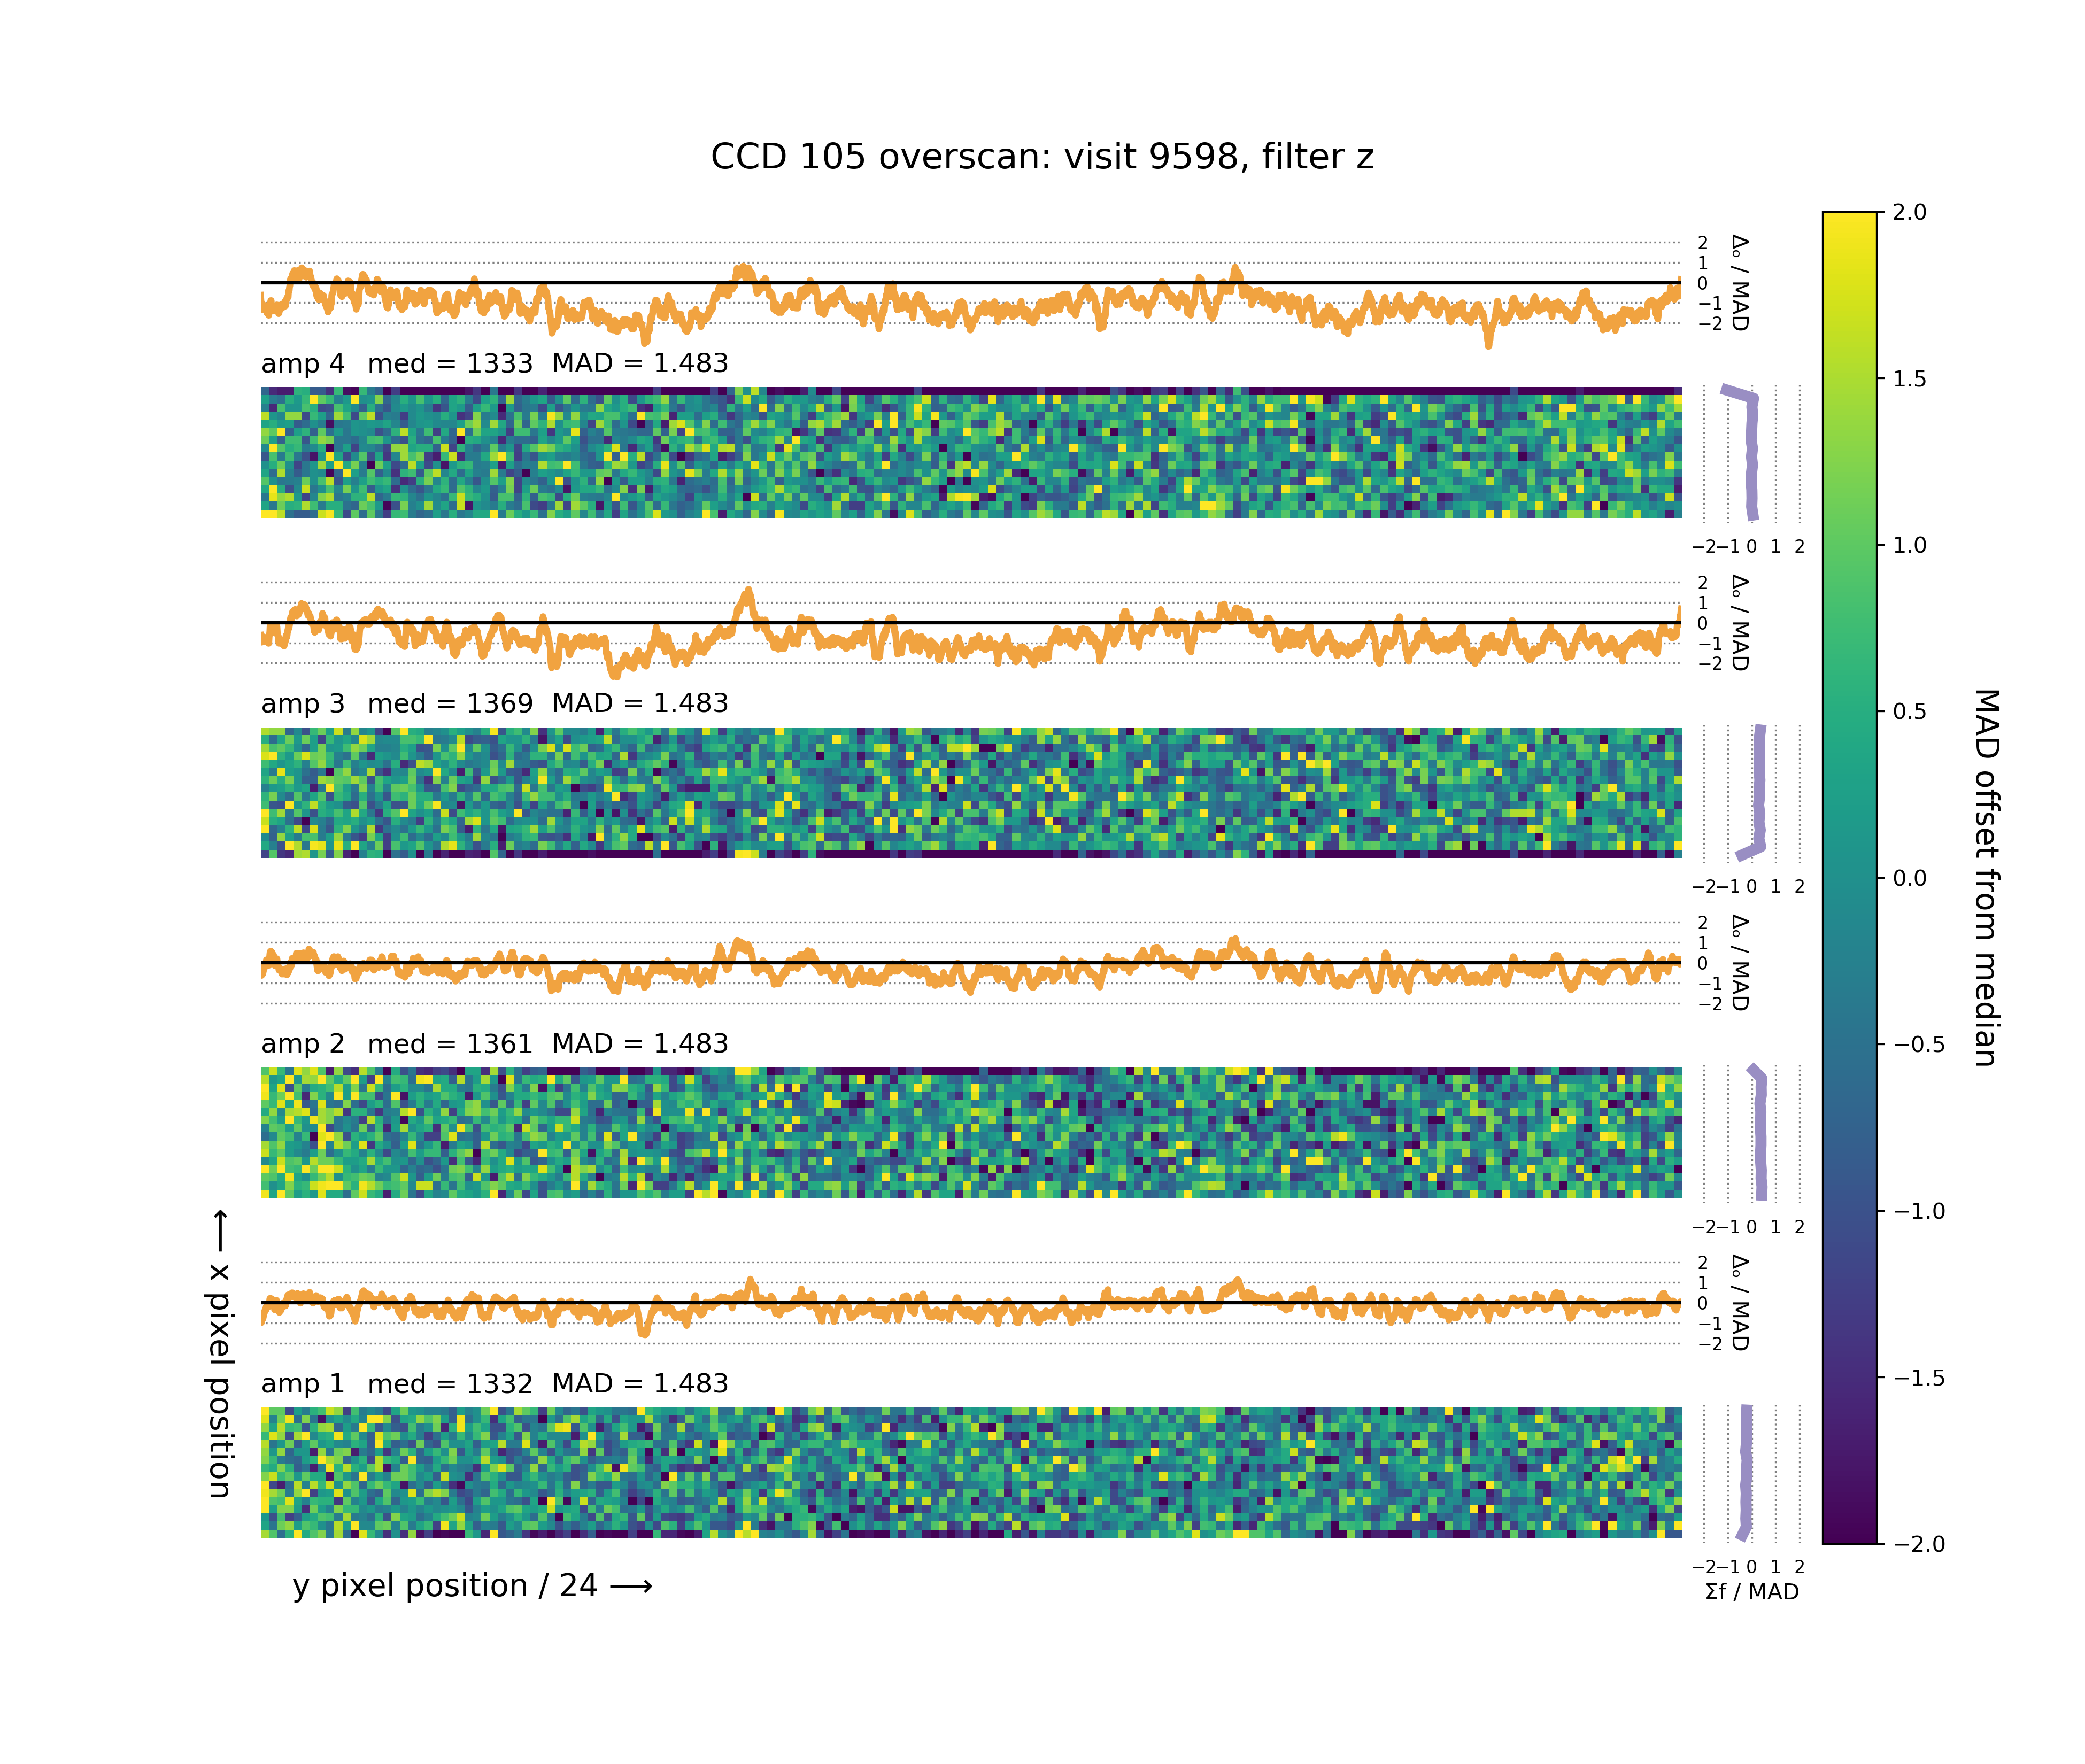 CCD 105 overscan: visit 9598, filter z
2
1
0
−1
−2
Δₒ / MAD
amp 4 med = 1333 MAD = 1.483
−2 −1 0 1 2
2
1
0
−1
−2
Δₒ / MAD
amp 3 med = 1369 MAD = 1.483
−2 −1 0 1 2
2
1
0
−1
−2
Δₒ / MAD
amp 2 med = 1361 MAD = 1.483
−2 −1 0 1 2
2
1
0
−1
−2
Δₒ / MAD
amp 1 med = 1332 MAD = 1.483
−2 −1 0 1 2
Σf / MAD
y pixel position / 24 ⟶
⟵ x pixel position
2.0
1.5
1.0
0.5
0.0
−0.5
−1.0
−1.5
−2.0
MAD offset from median